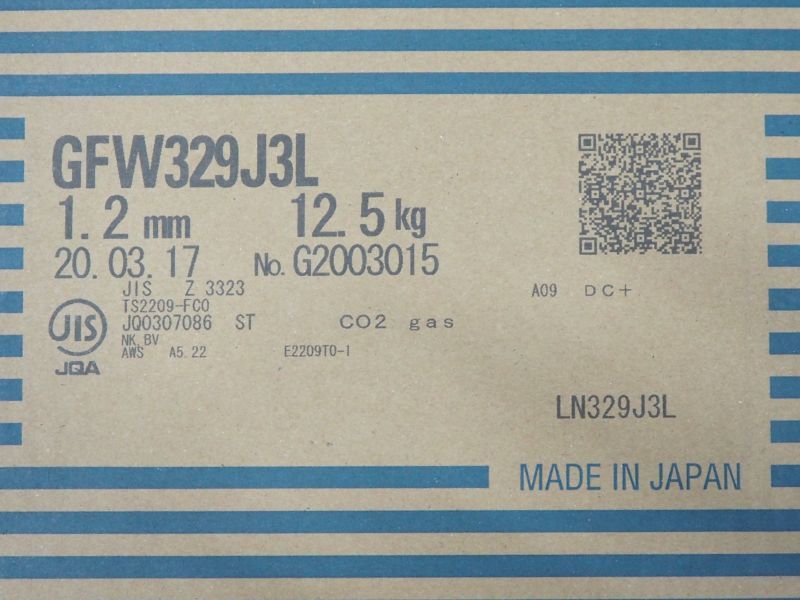 GFW329J3L
1.2 mm 12.5 kg
20.03.17 No. G2003015
JIS Z 3323
A09 DC+
TS2209-FC0
JIS
JQ0307086 ST CO2 gas
NK,BV
AWS A5.22 E2209T0-1
JQA
LN329J3L
MADE IN JAPAN